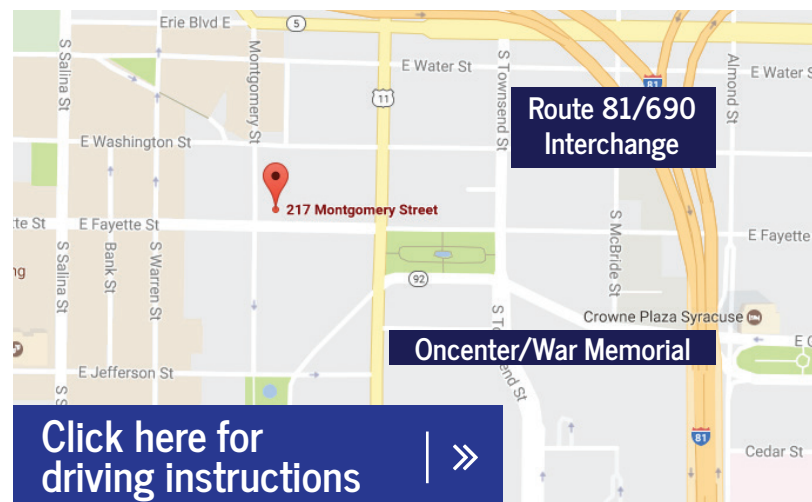 Erie Blvd E
5
S Salina St
Montgomery St
E Water St
S Townsend St
81
Almond St
E Water S
11
Route 81/690
Interchange
E Washington St
217 Montgomery Street
te St
E Fayette St
S McBride St
E Fayette
S Salina St
Bank St
S Warren St
ng
92
Crowne Plaza Syracuse
Oncenter/War Memorial
E Jefferson St
Click here for
driving instructions
»
81
Cedar St